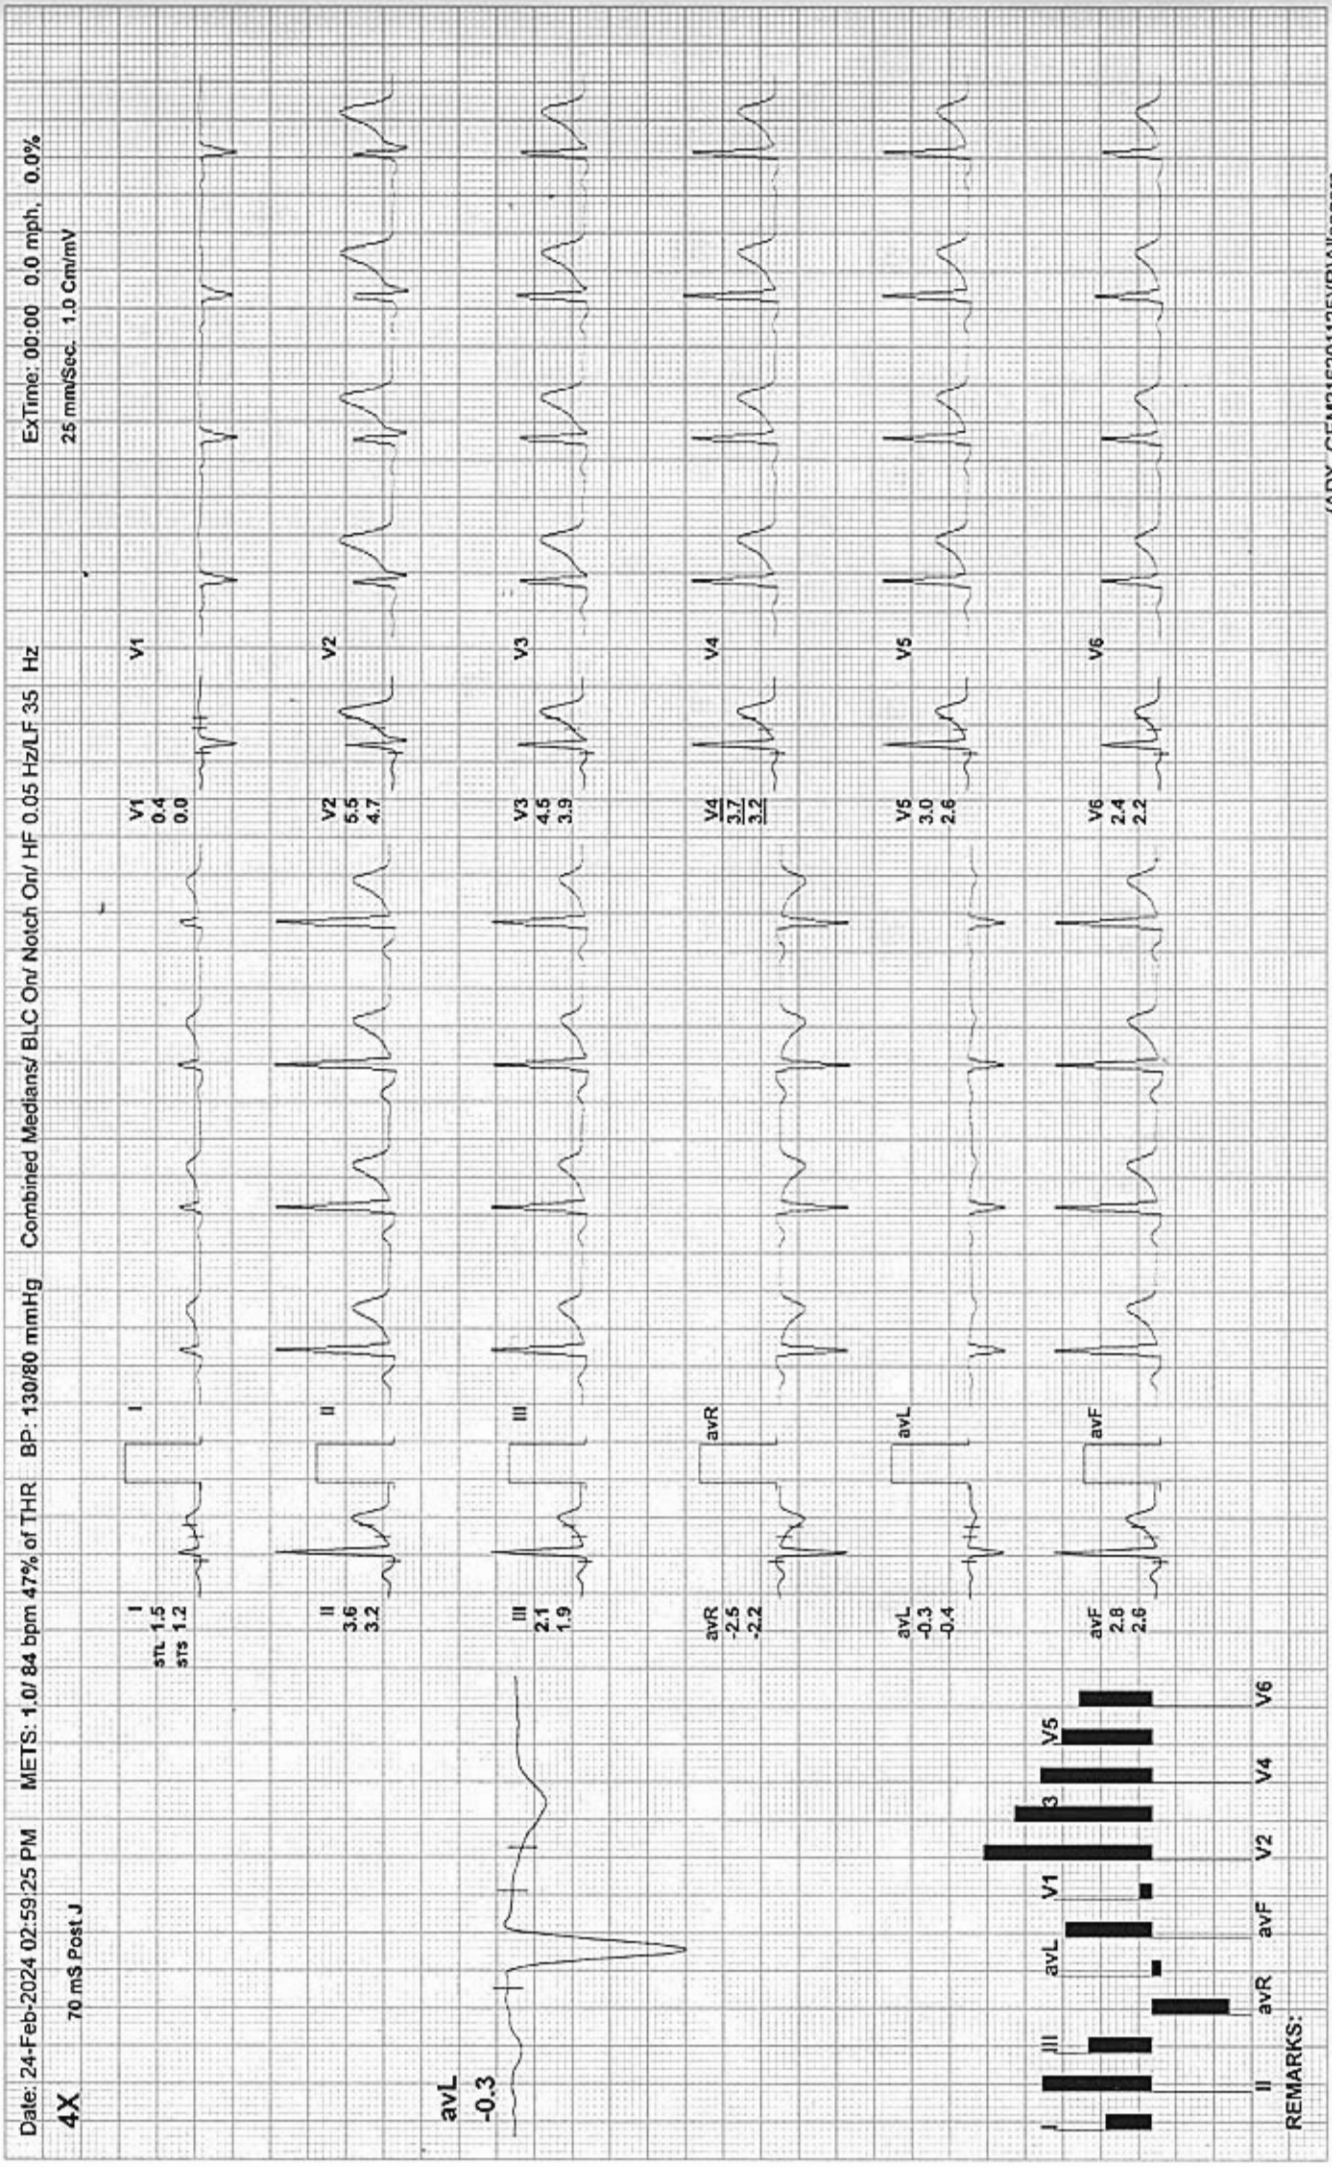 Date: 24-Feb-2024 02:59:25 PM METS: 1.0/ 84 bpm 47% of THR BP: 130/80 mmHg Combined Medians/ BLC On/ Notch On/ HF 0.05 Hz/LF 35 Hz ExTime: 00:00 0.0 mph, 0.0%
4X 70 mS Post J 25 mm/Sec. 1.0 Cm/mV
I
STL 1.5
STS 1.2
I
V1
0.4
0.0
V1
II
3.6
3.2
II
V2
5.5
4.7
V2
avL
-0.3
III
2.1
1.9
III
V3
4.5
3.9
V3
avR
-2.5
-2.2
avR
V4
3.7
3.2
V4
avL
-0.3
-0.4
avL
V5
3.0
2.6
V5
avF
2.8
2.6
avF
V6
2.4
2.2
V6
I III avL V1 3 V5
II avR avF V2 V4 V6
REMARKS: